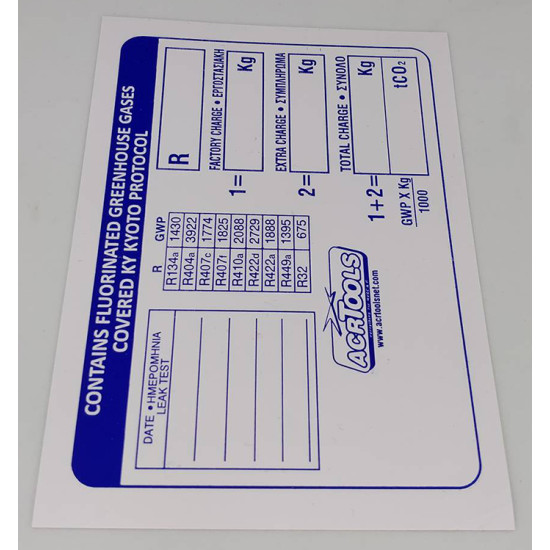 CONTAINS FLUORINATED GREENHOUSE GASES
COVERED KY KYOTO PROTOCOL
R
FACTORY CHARGE • ΕΡΓΟΣΤΑΣΙΑΚΗ
1= Kg
EXTRA CHARGE • ΣΥΜΠΛΗΡΩΜΑ
2= Kg
TOTAL CHARGE • ΣΥΝΟΛΟ
1+2= Kg
GWP X Kg
1000
tCO2
R GWP
R134a 1430
R404a 3922
R407c 1774
R407f 1825
R410a 2088
R422d 2729
R422a 1888
R449a 1395
R32 675
DATE • ΗΜΕΡΟΜΗΝΙΑ
LEAK TEST
ACRTOOLS
www.acrtoolsnet.com